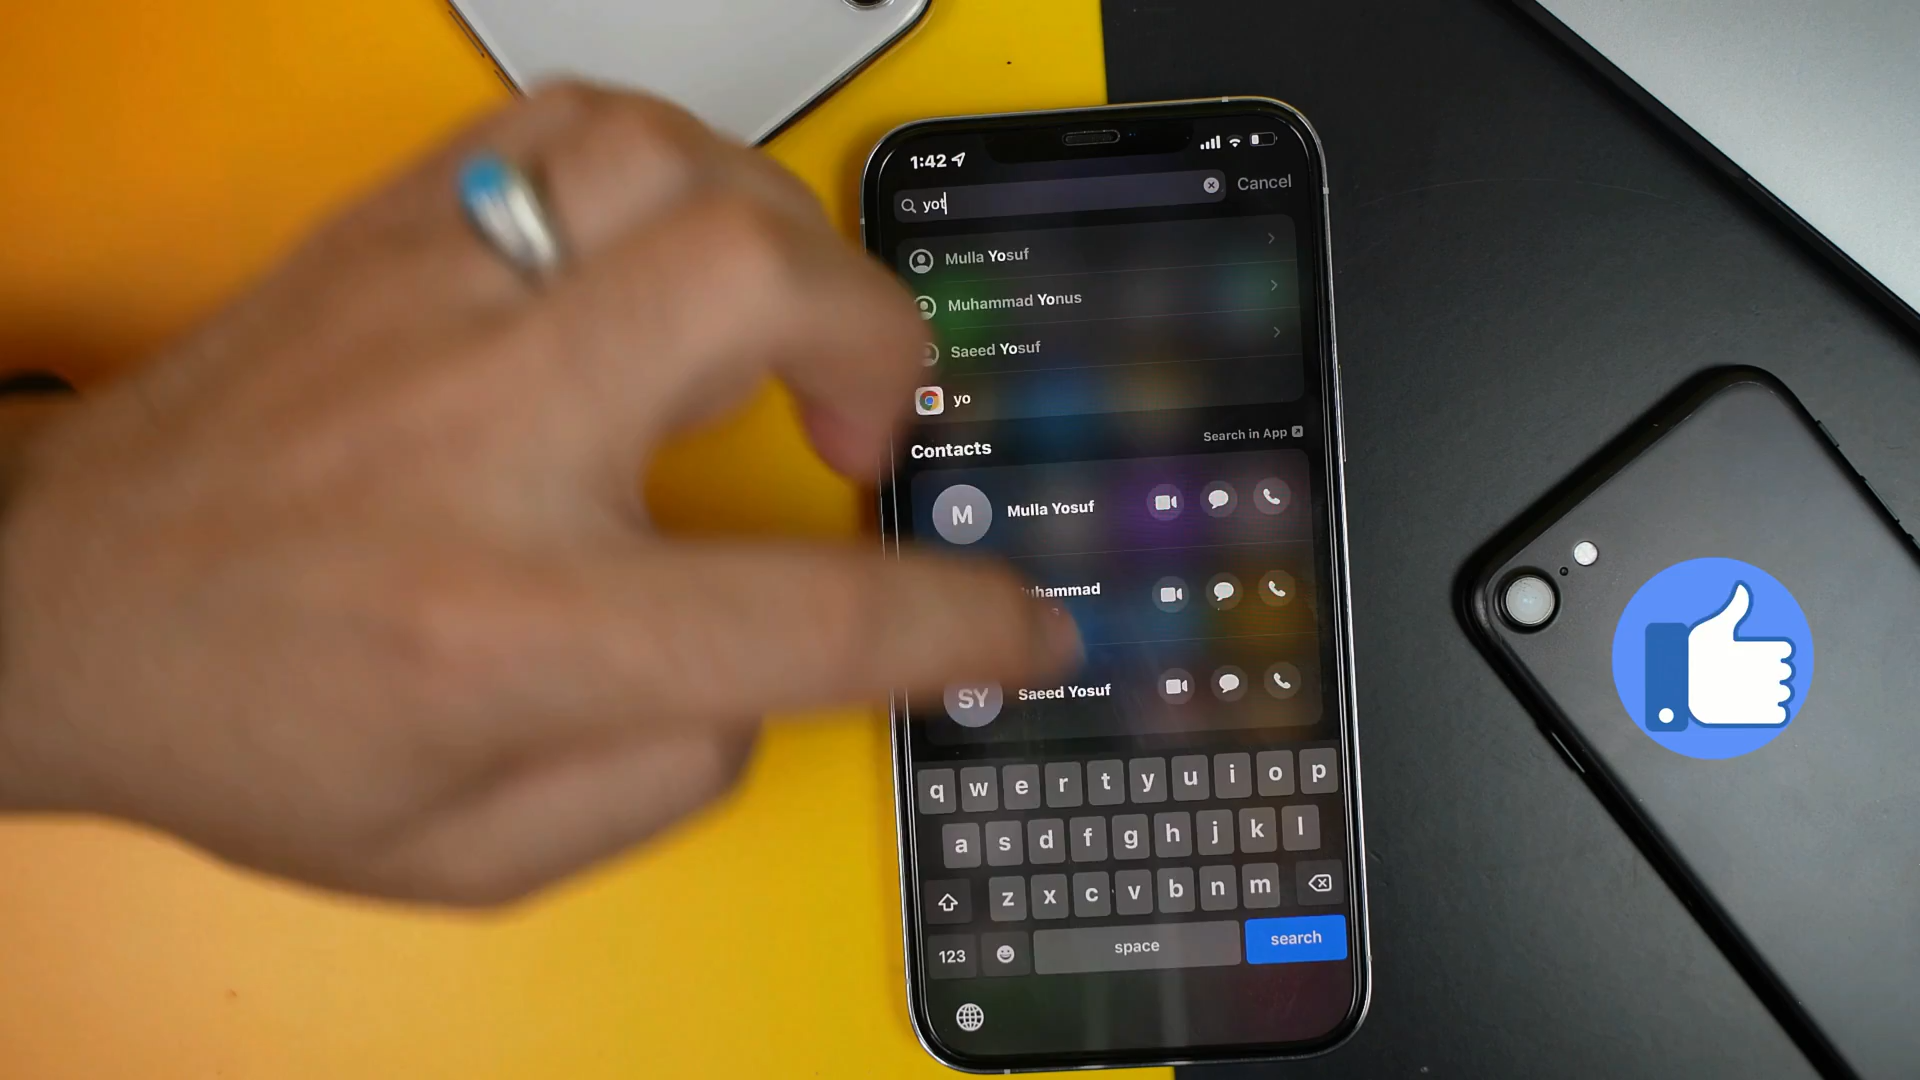 1:42
yot
Cancel
Mulla Yosuf
Muhammad Yonus
Saeed Yosuf
yo
Contacts
Search in App
M
Mulla Yosuf
uhammad
SY
Saeed Yosuf
q w e r t y u i o p
a s d f g h j k l
z x c v b n m
123
space
search